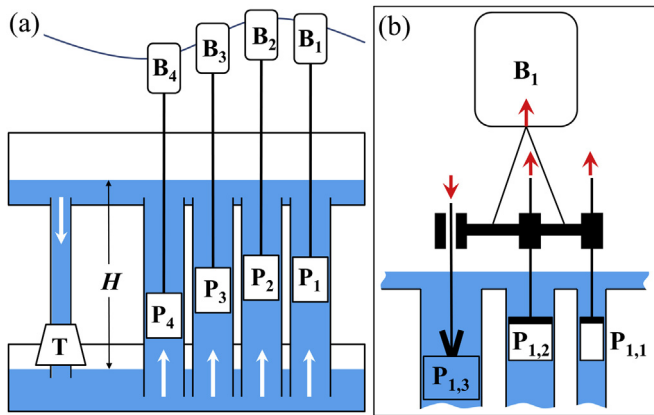 (a)
B₄
B₃
B₂
B₁
H
T
P₄
P₃
P₂
P₁
(b)
B₁
P₁,₃
P₁,₂
P₁,₁